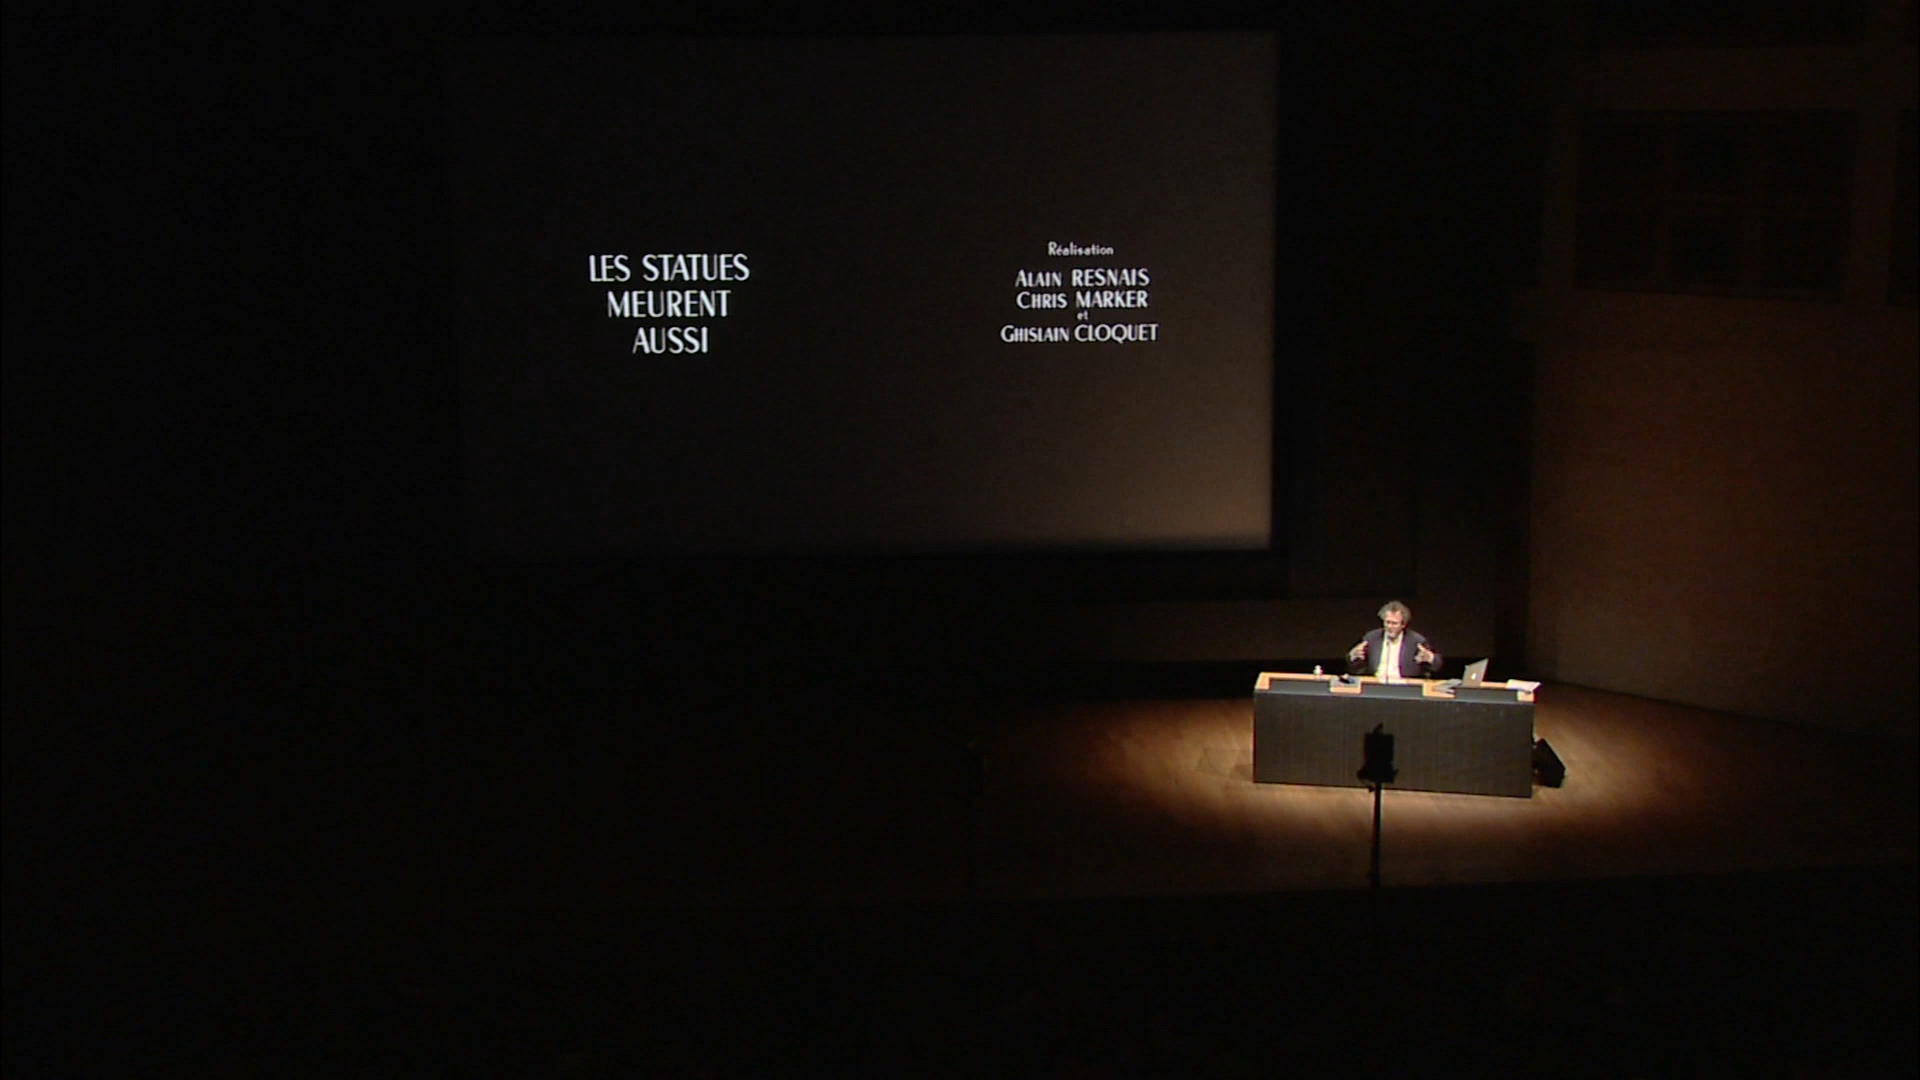 LES STATUES
MEURENT
AUSSI
Réalisation
ALAIN RESNAIS
CHRIS MARKER
et
GHISLAIN CLOQUET